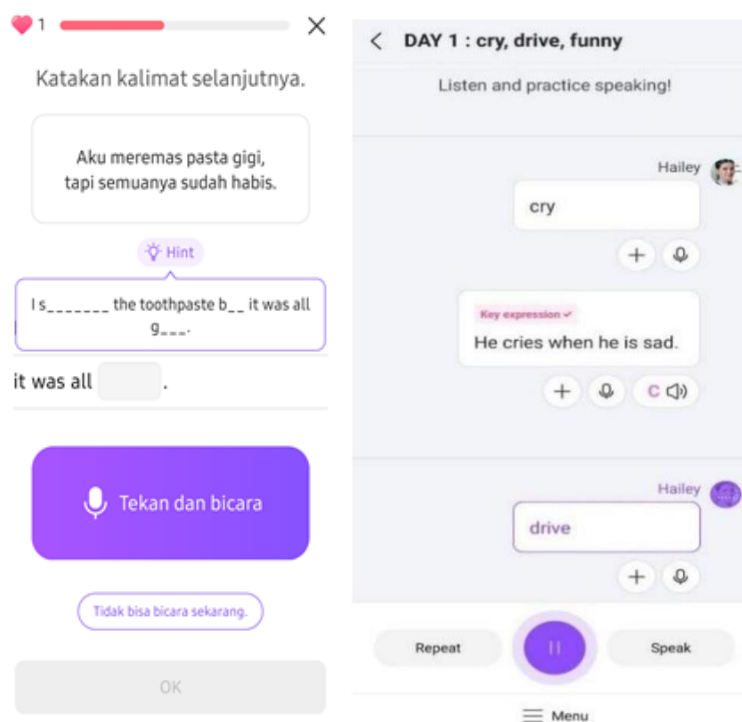 1
Katakan kalimat selanjutnya.
Aku meremas pasta gigi,
tapi semuanya sudah habis.
Hint
I s_______ the toothpaste b__ it was all
g___.
it was all .
Tekan dan bicara
Tidak bisa bicara sekarang.
OK
DAY 1 : cry, drive, funny
Listen and practice speaking!
Hailey
cry
Key expression ✓
He cries when he is sad.
C
Hailey
drive
Repeat
Speak
Menu